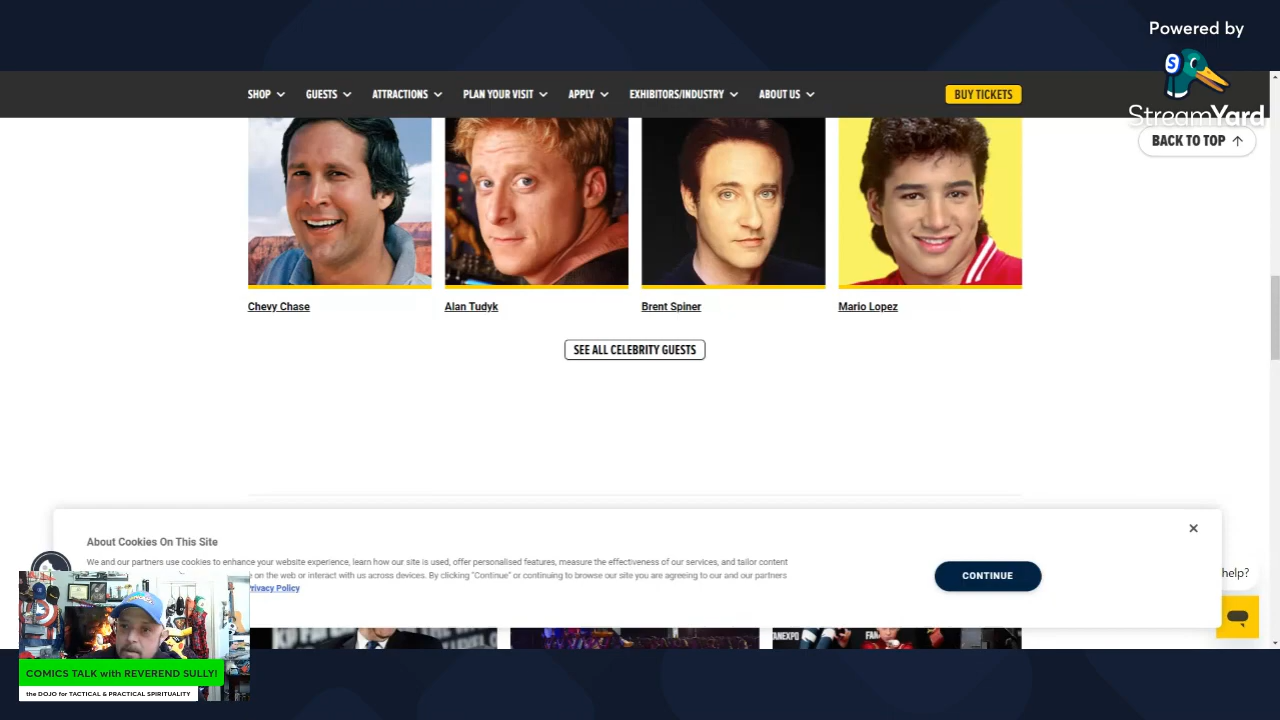 Powered by
S
StreamYard
SHOP GUESTS ATTRACTIONS PLAN YOUR VISIT APPLY EXHIBITORS/INDUSTRY ABOUT US BUY TICKETS
BACK TO TOP
Chevy Chase Alan Tudyk Brent Spiner Mario Lopez
SEE ALL CELEBRITY GUESTS
About Cookies On This Site
We and our partners use cookies to enhance your website experience, learn how our site is used, offer personalised features, measure the effectiveness of our services, and tailor content
on the web or interact with us across devices. By clicking "Continue" or continuing to browse our site you are agreeing to our and our partners
Privacy Policy
CONTINUE
help?
FAN EXPO
COMICS TALK with REVEREND SULLY!
the DOJO for TACTICAL & PRACTICAL SPIRITUALITY